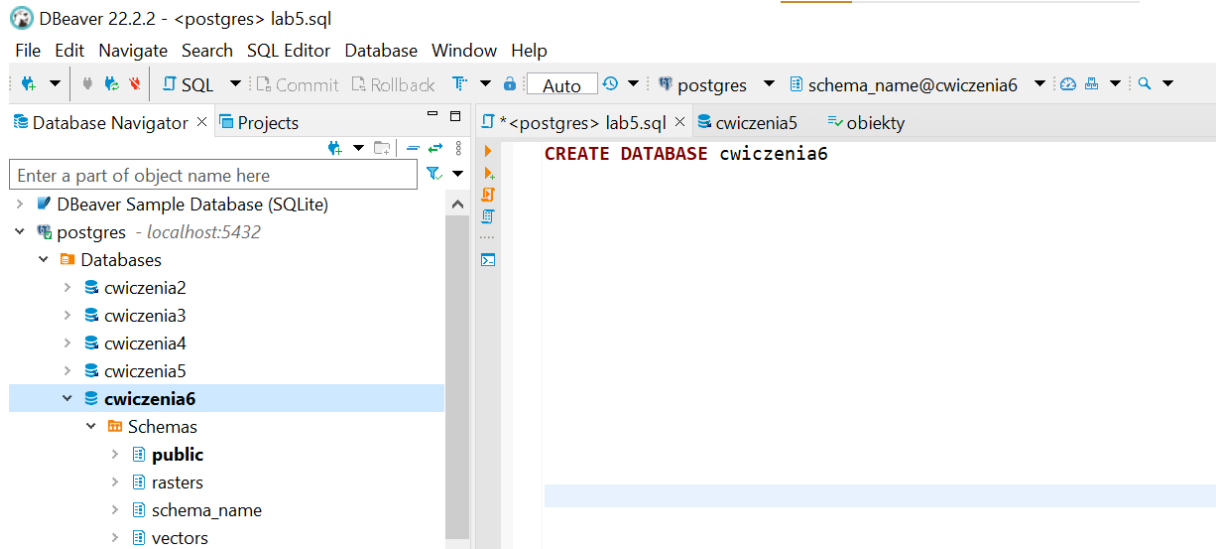 DBeaver 22.2.2 - <postgres> lab5.sql
File Edit Navigate Search SQL Editor Database Window Help
SQL Commit Rollback Auto postgres schema_name@cwiczenia6
Database Navigator Projects
*<postgres> lab5.sql cwiczenia5 obiekty
Enter a part of object name here
DBeaver Sample Database (SQLite)
postgres - localhost:5432
Databases
cwiczenia2
cwiczenia3
cwiczenia4
cwiczenia5
cwiczenia6
Schemas
public
rasters
schema_name
vectors
CREATE DATABASE cwiczenia6